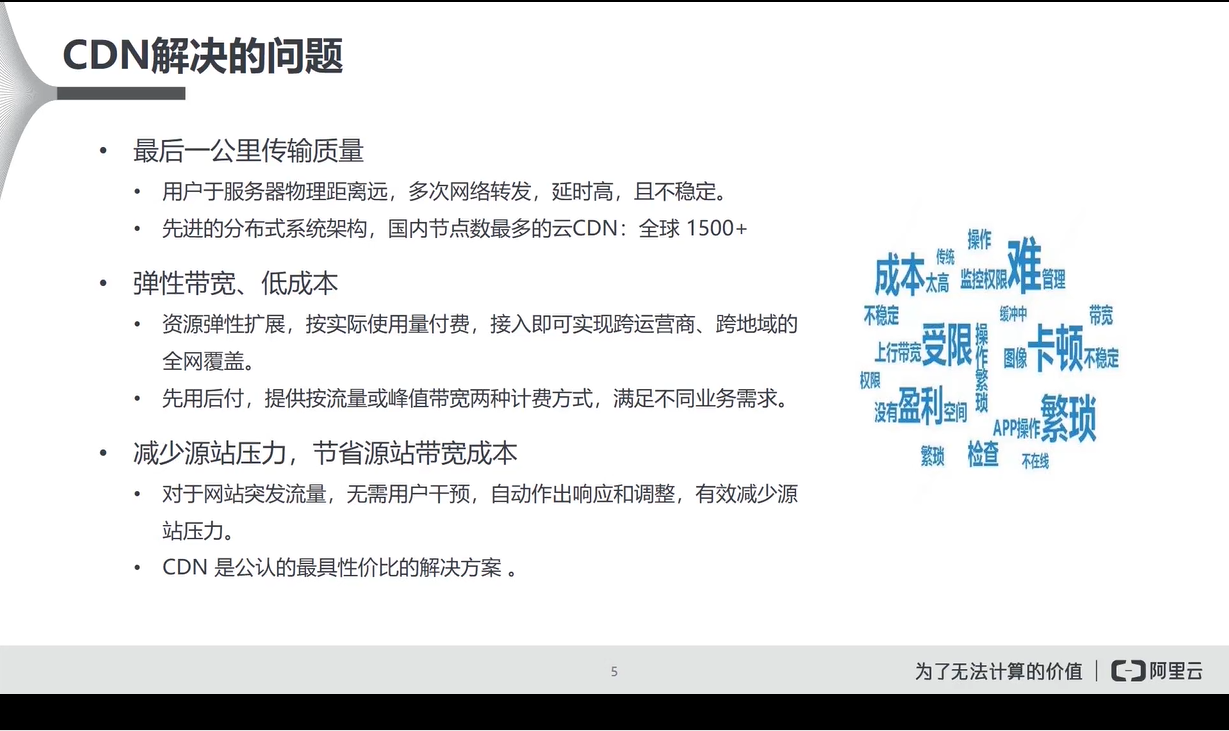 CDN解决的问题
• 最后一公里传输质量
• 用户于服务器物理距离远，多次网络转发，延时高，且不稳定。
• 先进的分布式系统架构，国内节点数最多的云CDN：全球 1500+
• 弹性带宽、低成本
• 资源弹性扩展，按实际使用量付费，接入即可实现跨运营商、跨地域的
全网覆盖。
• 先用后付，提供按流量或峰值带宽两种计费方式，满足不同业务需求。
• 减少源站压力，节省源站带宽成本
• 对于网站突发流量，无需用户干预，自动作出响应和调整，有效减少源
站压力。
• CDN 是公认的最具性价比的解决方案 。
操作
传统
难
成本
太高
监控权限
管理
不稳定
缓冲中
带宽
上行带宽
受限
操作繁琐
图像
卡顿
不稳定
权限
没有
盈利
空间
APP操作
繁琐
繁琐
检查
不在线
5
为了无法计算的价值
阿里云